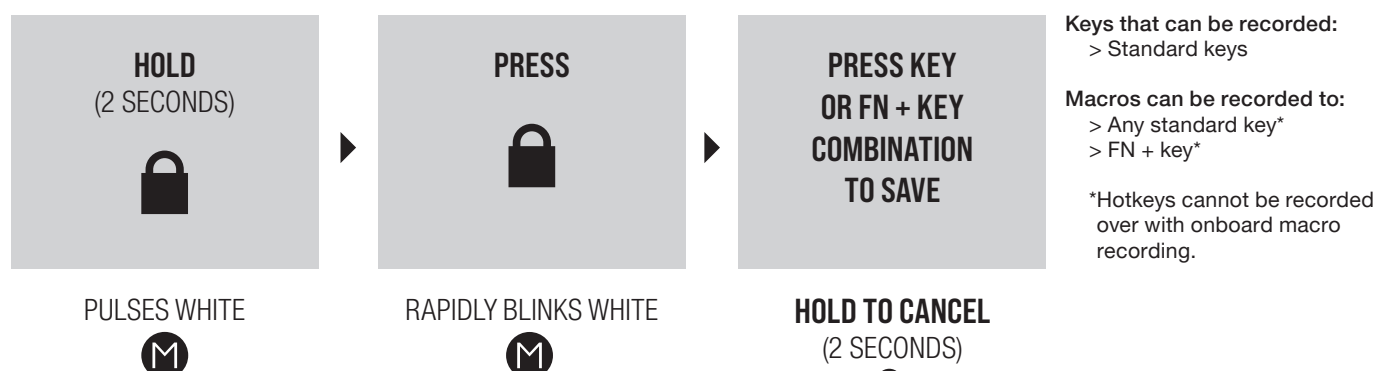 HOLD
(2 SECONDS)
PULSES WHITE
M
PRESS
RAPIDLY BLINKS WHITE
M
PRESS KEY
OR FN + KEY
COMBINATION
TO SAVE
HOLD TO CANCEL
(2 SECONDS)
Keys that can be recorded:
> Standard keys
Macros can be recorded to:
> Any standard key*
> FN + key*
*Hotkeys cannot be recorded
over with onboard macro
recording.